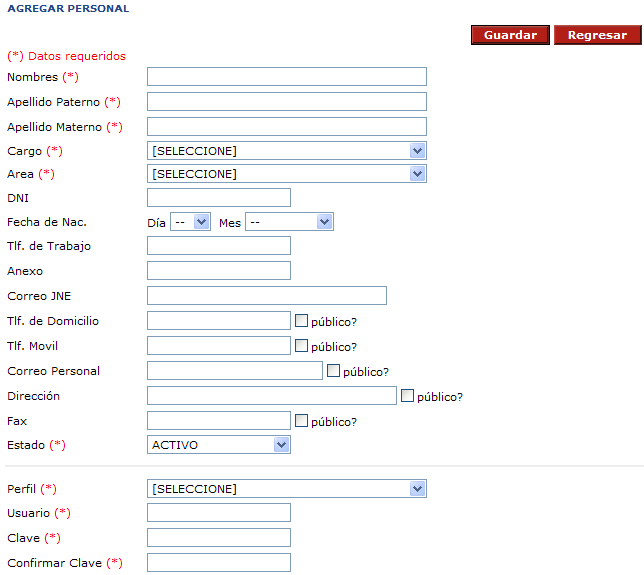 AGREGAR PERSONAL
Guardar Regresar
(*) Datos requeridos
Nombres (*)
Apellido Paterno (*)
Apellido Materno (*)
Cargo (*) [SELECCIONE]
Area (*) [SELECCIONE]
DNI
Fecha de Nac. Día -- Mes --
Tlf. de Trabajo
Anexo
Correo JNE
Tlf. de Domicilio público?
Tlf. Movil público?
Correo Personal público?
Dirección público?
Fax público?
Estado (*) ACTIVO
Perfil (*) [SELECCIONE]
Usuario (*)
Clave (*)
Confirmar Clave (*)